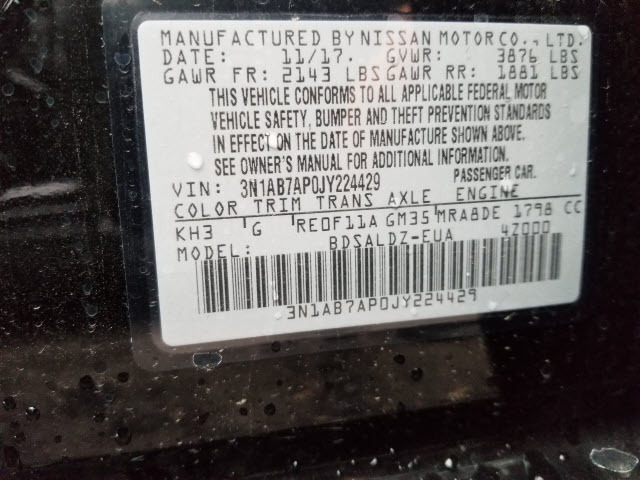 MANUFACTURED BY NISSAN MOTOR CO., LTD.
DATE: 11/17. GVWR: 3876 LBS
GAWR FR: 2143 LBS GAWR RR: 1881 LBS
THIS VEHICLE CONFORMS TO ALL APPLICABLE FEDERAL MOTOR
VEHICLE SAFETY, BUMPER AND THEFT PREVENTION STANDARDS
IN EFFECT ON THE DATE OF MANUFACTURE SHOWN ABOVE.
SEE OWNER'S MANUAL FOR ADDITIONAL INFORMATION.
VIN: 3N1AB7AP0JY224429 PASSENGER CAR.
COLOR TRIM TRANS AXLE ENGINE
KH3 G RE0F11A GM35 MRA8DE 1798 CC
MODEL: BDSALDZ-EUA 4Z000
3N1AB7AP0JY224429